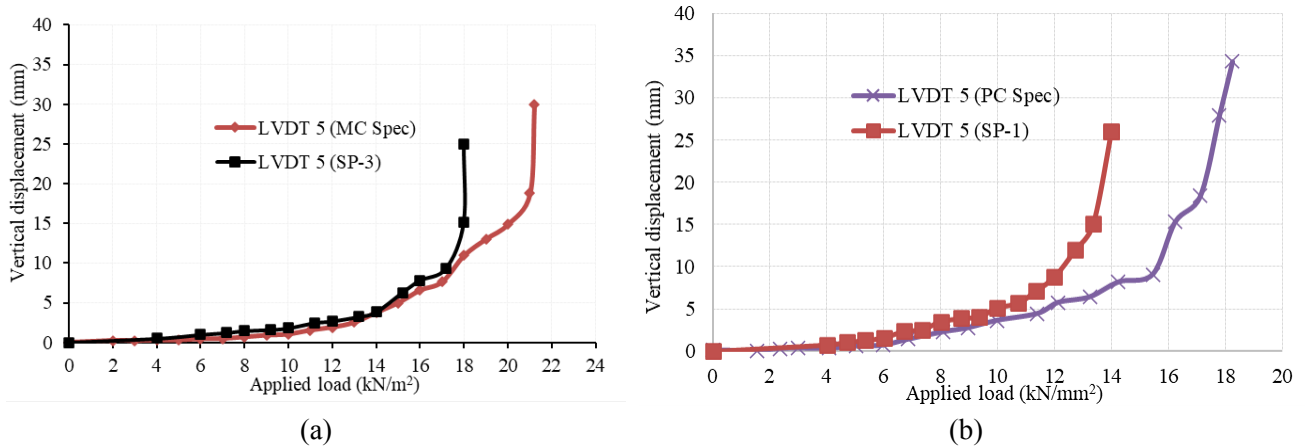 40
35
30
25
20
15
10
5
0
Vertical displacement (mm)
LVDT 5 (MC Spec)
LVDT 5 (SP-3)
0 2 4 6 8 10 12 14 16 18 20 22 24
Applied load (kN/m²)
(a)
40
35
30
25
20
15
10
5
0
Vertical displacement (mm)
LVDT 5 (PC Spec)
LVDT 5 (SP-1)
0 2 4 6 8 10 12 14 16 18 20
Applied load (kN/mm²)
(b)